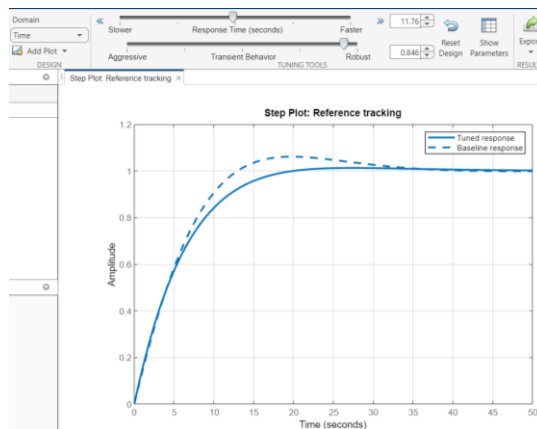 Domain
Time
Add Plot
DESIGN
Slower
Response Time (seconds)
Faster
11.76
Aggressive
Transient Behavior
Robust
0.846
TUNING TOOLS
Reset
Design
Show
Parameters
Expor
RESUL
Step Plot: Reference tracking
Step Plot: Reference tracking
Tuned response
Baseline response
Amplitude
1.2
1
0.8
0.6
0.4
0.2
0
0 5 10 15 20 25 30 35 40 45 50
Time (seconds)